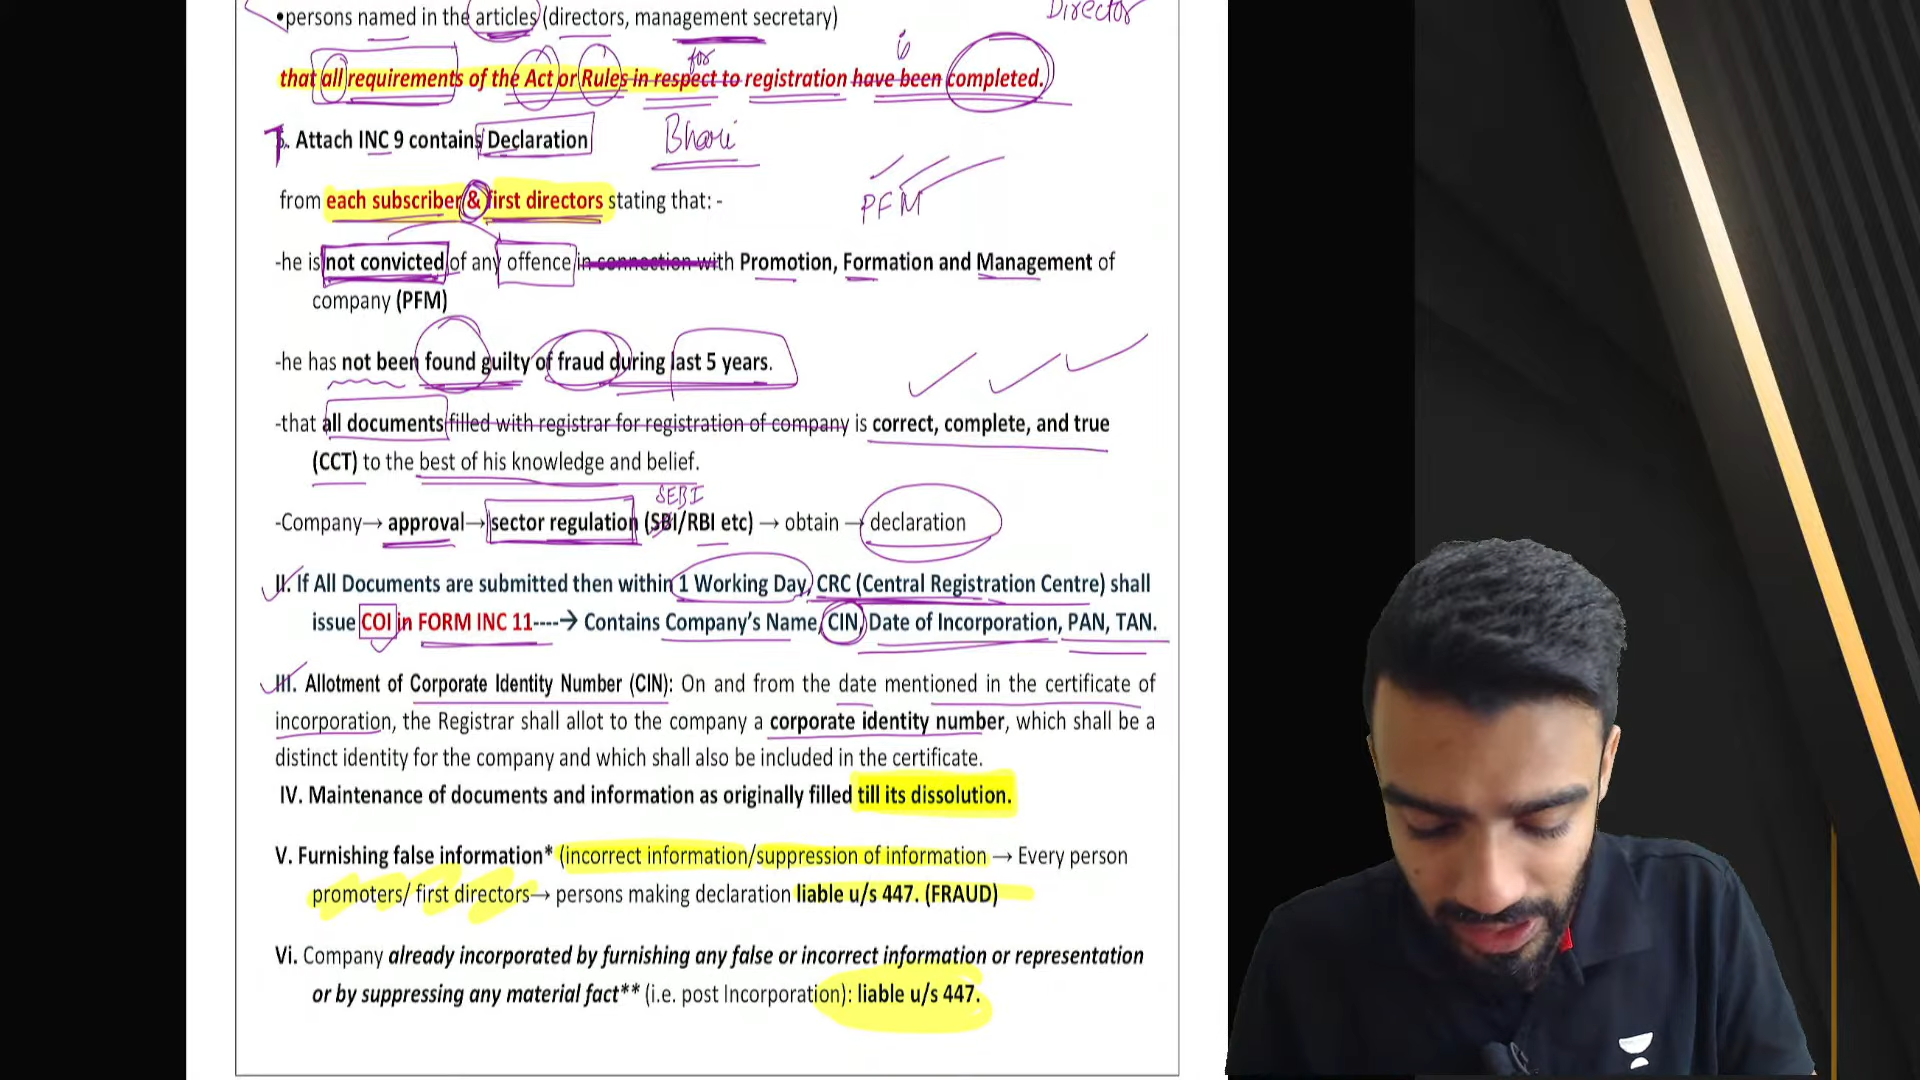 Director
•persons named in the articles (directors, management secretary)
for is
that all requirements of the Act or Rules in respect to registration have been completed.
Attach INC 9 contains Declaration Bhari
from each subscriber & first directors stating that: - PFM
-he is not convicted of any offence in connection with Promotion, Formation and Management of
company (PFM)
-he has not been found guilty of fraud during last 5 years.
-that all documents filled with registrar for registration of company is correct, complete, and true
(CCT) to the best of his knowledge and belief.
SEBI
-Company→ approval→ sector regulation (SBI/RBI etc) → obtain → declaration
II. If All Documents are submitted then within 1 Working Day, CRC (Central Registration Centre) shall
issue COI in FORM INC 11----→ Contains Company's Name, CIN, Date of Incorporation, PAN, TAN.
III. Allotment of Corporate Identity Number (CIN): On and from the date mentioned in the certificate of
incorporation, the Registrar shall allot to the company a corporate identity number, which shall be a
distinct identity for the company and which shall also be included in the certificate.
IV. Maintenance of documents and information as originally filled till its dissolution.
V. Furnishing false information* (incorrect information/suppression of information → Every person
promoters/ first directors→ persons making declaration liable u/s 447. (FRAUD)
Vi. Company already incorporated by furnishing any false or incorrect information or representation
or by suppressing any material fact** (i.e. post Incorporation): liable u/s 447.